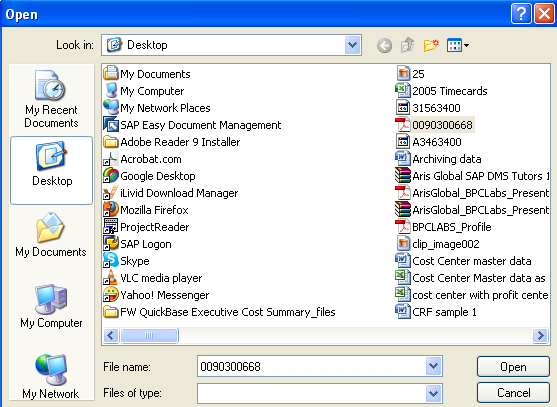 Open
Look in:
Desktop
My Recent
Documents
Desktop
My Documents
My Computer
My Network
My Documents
My Computer
My Network Places
SAP Easy Document Management
Adobe Reader 9 Installer
Acrobat.com
Google Desktop
iLivid Download Manager
Mozilla Firefox
ProjectReader
SAP Logon
Skype
VLC media player
Yahoo! Messenger
FW QuickBase Executive Cost Summary_files
25
2005 Timecards
31563400
0090300668
A3463400
Archiving data
Aris Global SAP DMS Tutors 1
ArisGlobal_BPCLabs_Present
ArisGlobal_BPCLabs_Present
BPCLABS_Profile
clip_image002
Cost Center master data
Cost Center Master data as
cost center with profit cente
CRF sample 1
File name:
0090300668
Open
Files of type:
Cancel